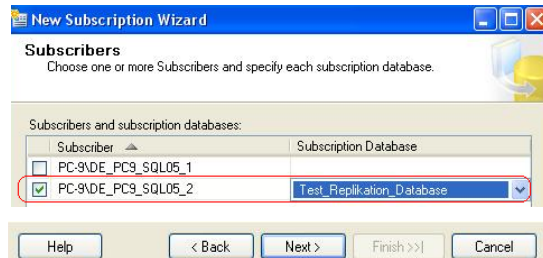 New Subscription Wizard
Subscribers
Choose one or more Subscribers and specify each subscription database.
Subscribers and subscription databases:
Subscriber Subscription Database
PC-9\DE_PC9_SQL05_1
PC-9\DE_PC9_SQL05_2 Test_Replikation_Database
Help < Back Next > Finish >>| Cancel